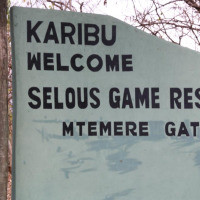 KARIBU
WELCOME
SELOUS GAME RES
MTEMERE GAT